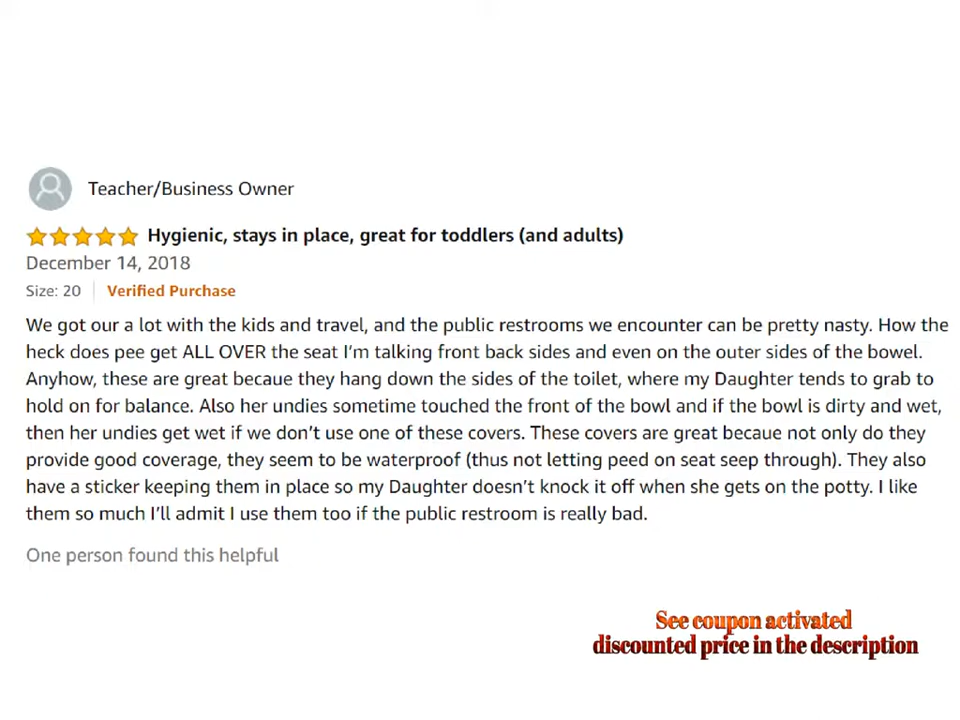 Teacher/Business Owner
Hygienic, stays in place, great for toddlers (and adults)
December 14, 2018
Size: 20 Verified Purchase
We got our a lot with the kids and travel, and the public restrooms we encounter can be pretty nasty. How the
heck does pee get ALL OVER the seat I'm talking front back sides and even on the outer sides of the bowel.
Anyhow, these are great becaue they hang down the sides of the toilet, where my Daughter tends to grab to
hold on for balance. Also her undies sometime touched the front of the bowl and if the bowl is dirty and wet,
then her undies get wet if we don't use one of these covers. These covers are great becaue not only do they
provide good coverage, they seem to be waterproof (thus not letting peed on seat seep through). They also
have a sticker keeping them in place so my Daughter doesn't knock it off when she gets on the potty. I like
them so much I'll admit I use them too if the public restroom is really bad.
One person found this helpful
See coupon activated
discounted price in the description